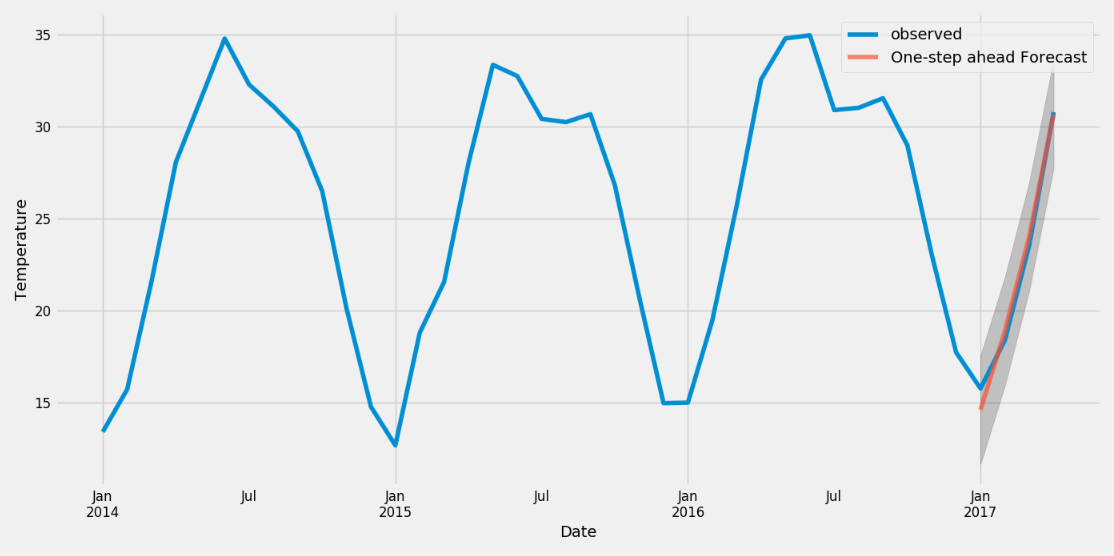 observed
One-step ahead Forecast
Temperature
35
30
25
20
15
Jan Jul Jan Jul Jan Jul Jan
2014 2015 2016 2017
Date